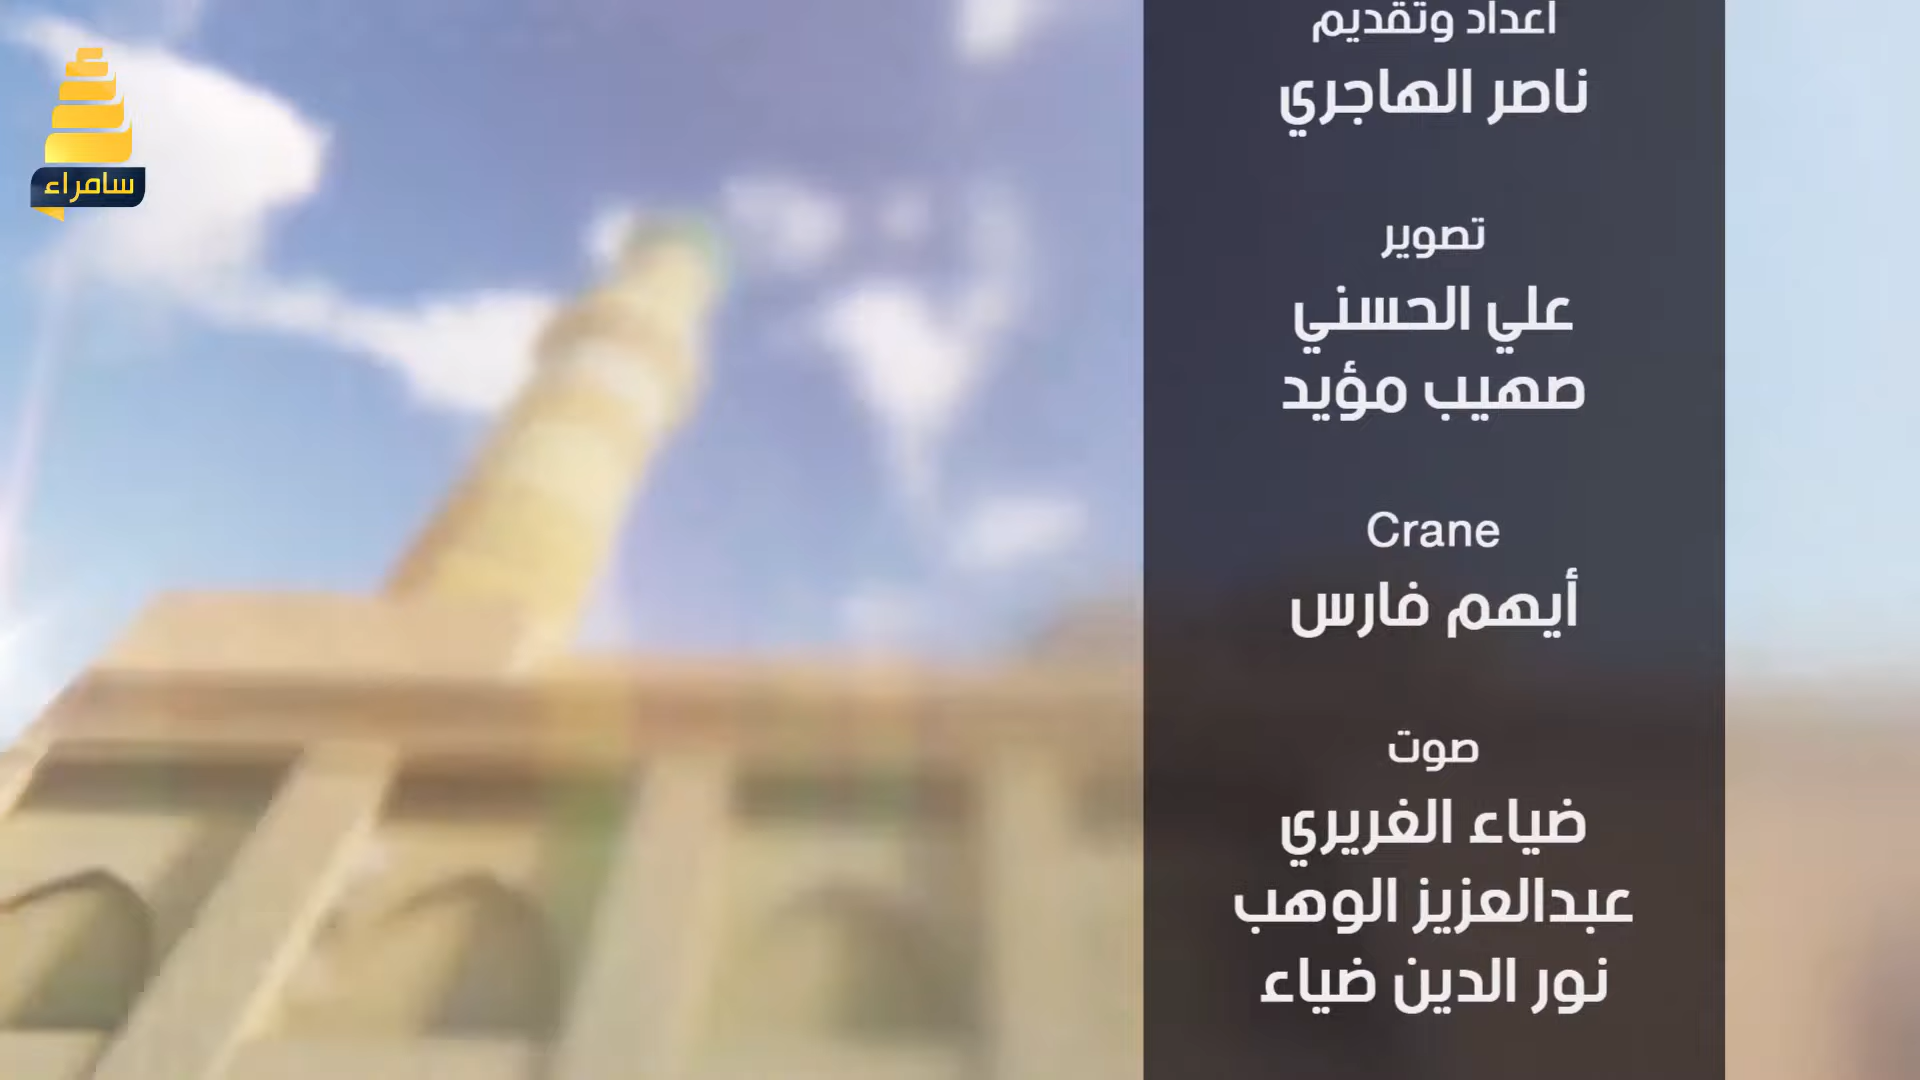 سامراء
اعداد وتقديم
ناصر الهاجري
تصوير
علي الحسني
صهيب مؤيد
Crane
أيهم فارس
صوت
ضياء الغريري
عبدالعزيز الوهب
نور الدين ضياء